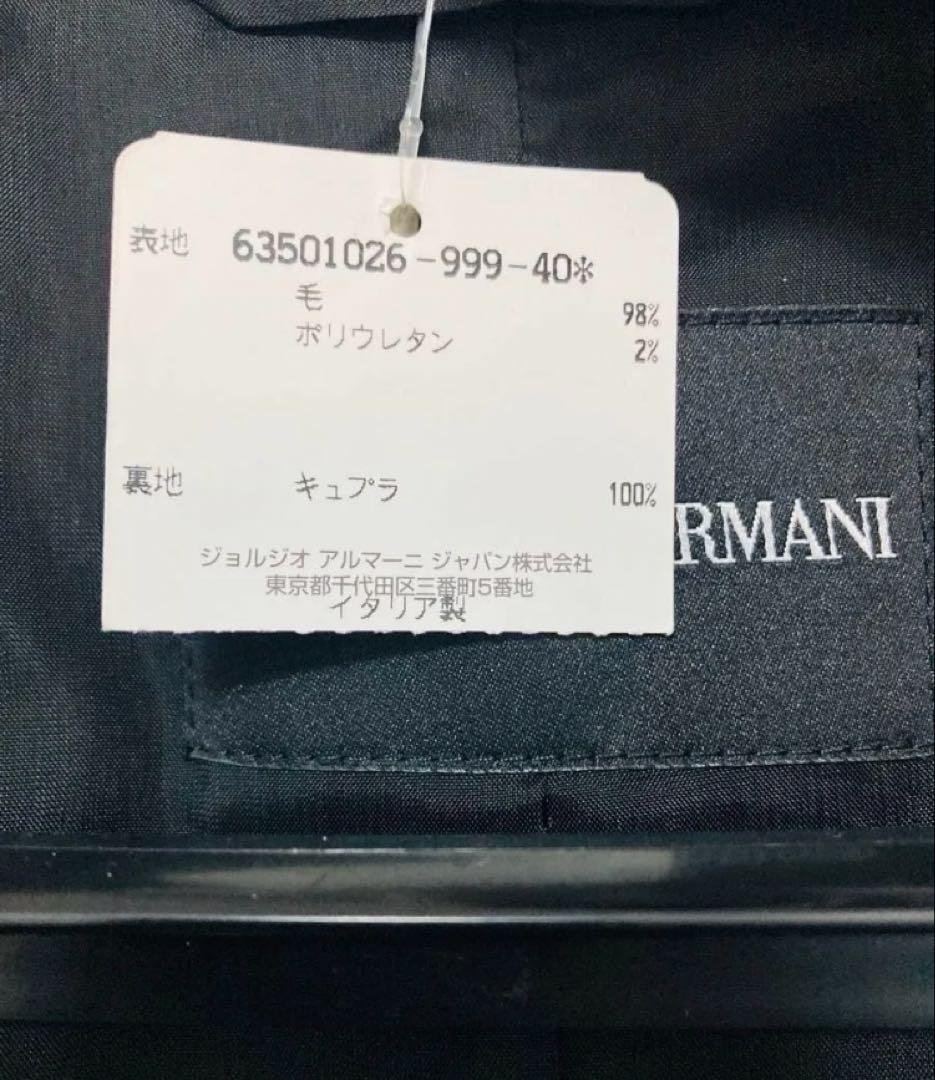 表地 63501026-999-40*
毛 98%
ポリウレタン 2%
裏地 キュプラ 100%
ジョルジオ アルマーニ ジャパン株式会社
東京都千代田区三番町5番地
イタリア製
RMANI